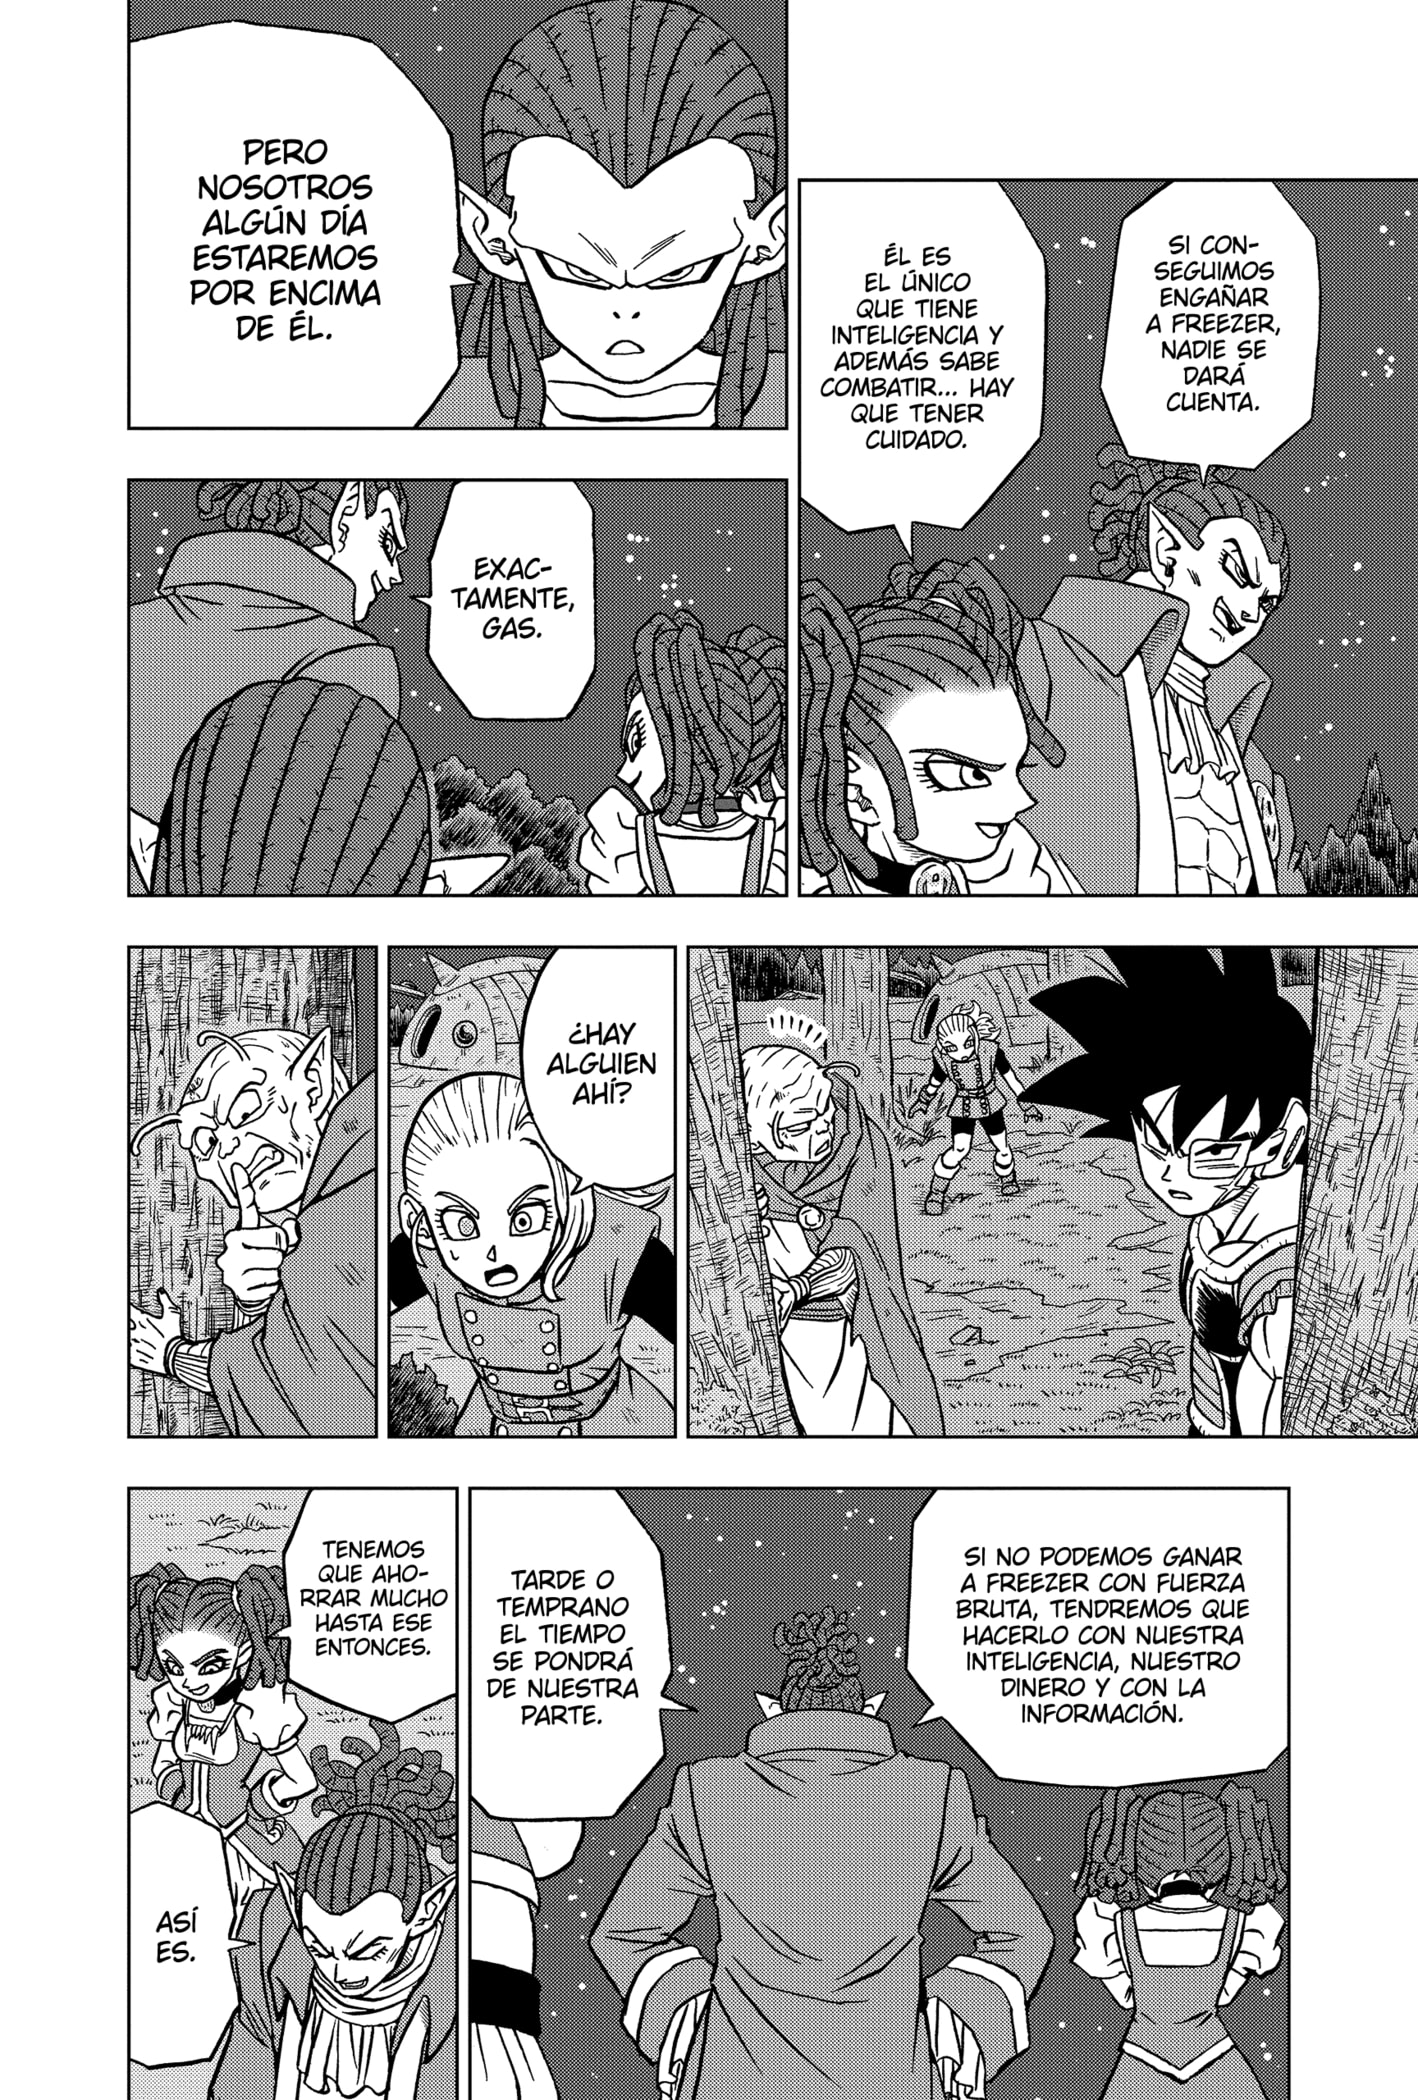 SI CON-
SEGUIMOS
ENGAÑAR
A FREEZER,
NADIE SE
DARÁ
CUENTA.
ÉL ES
EL ÚNICO
QUE TIENE
INTELIGENCIA Y
ADEMÁS SABE
COMBATIR... HAY
QUE TENER
CUIDADO.
PERO
NOSOTROS
ALGÚN DÍA
ESTAREMOS
POR ENCIMA
DE ÉL.
EXAC-
TAMENTE,
GAS.
¿HAY
ALGUIEN
AHÍ?
SI NO PODEMOS GANAR
A FREEZER CON FUERZA
BRUTA, TENDREMOS QUE
HACERLO CON NUESTRA
INTELIGENCIA, NUESTRO
DINERO Y CON LA
INFORMACIÓN.
TARDE O
TEMPRANO
EL TIEMPO
SE PONDRÁ
DE NUESTRA
PARTE.
TENEMOS
QUE AHO-
RRAR MUCHO
HASTA ESE
ENTONCES.
ASÍ
ES.